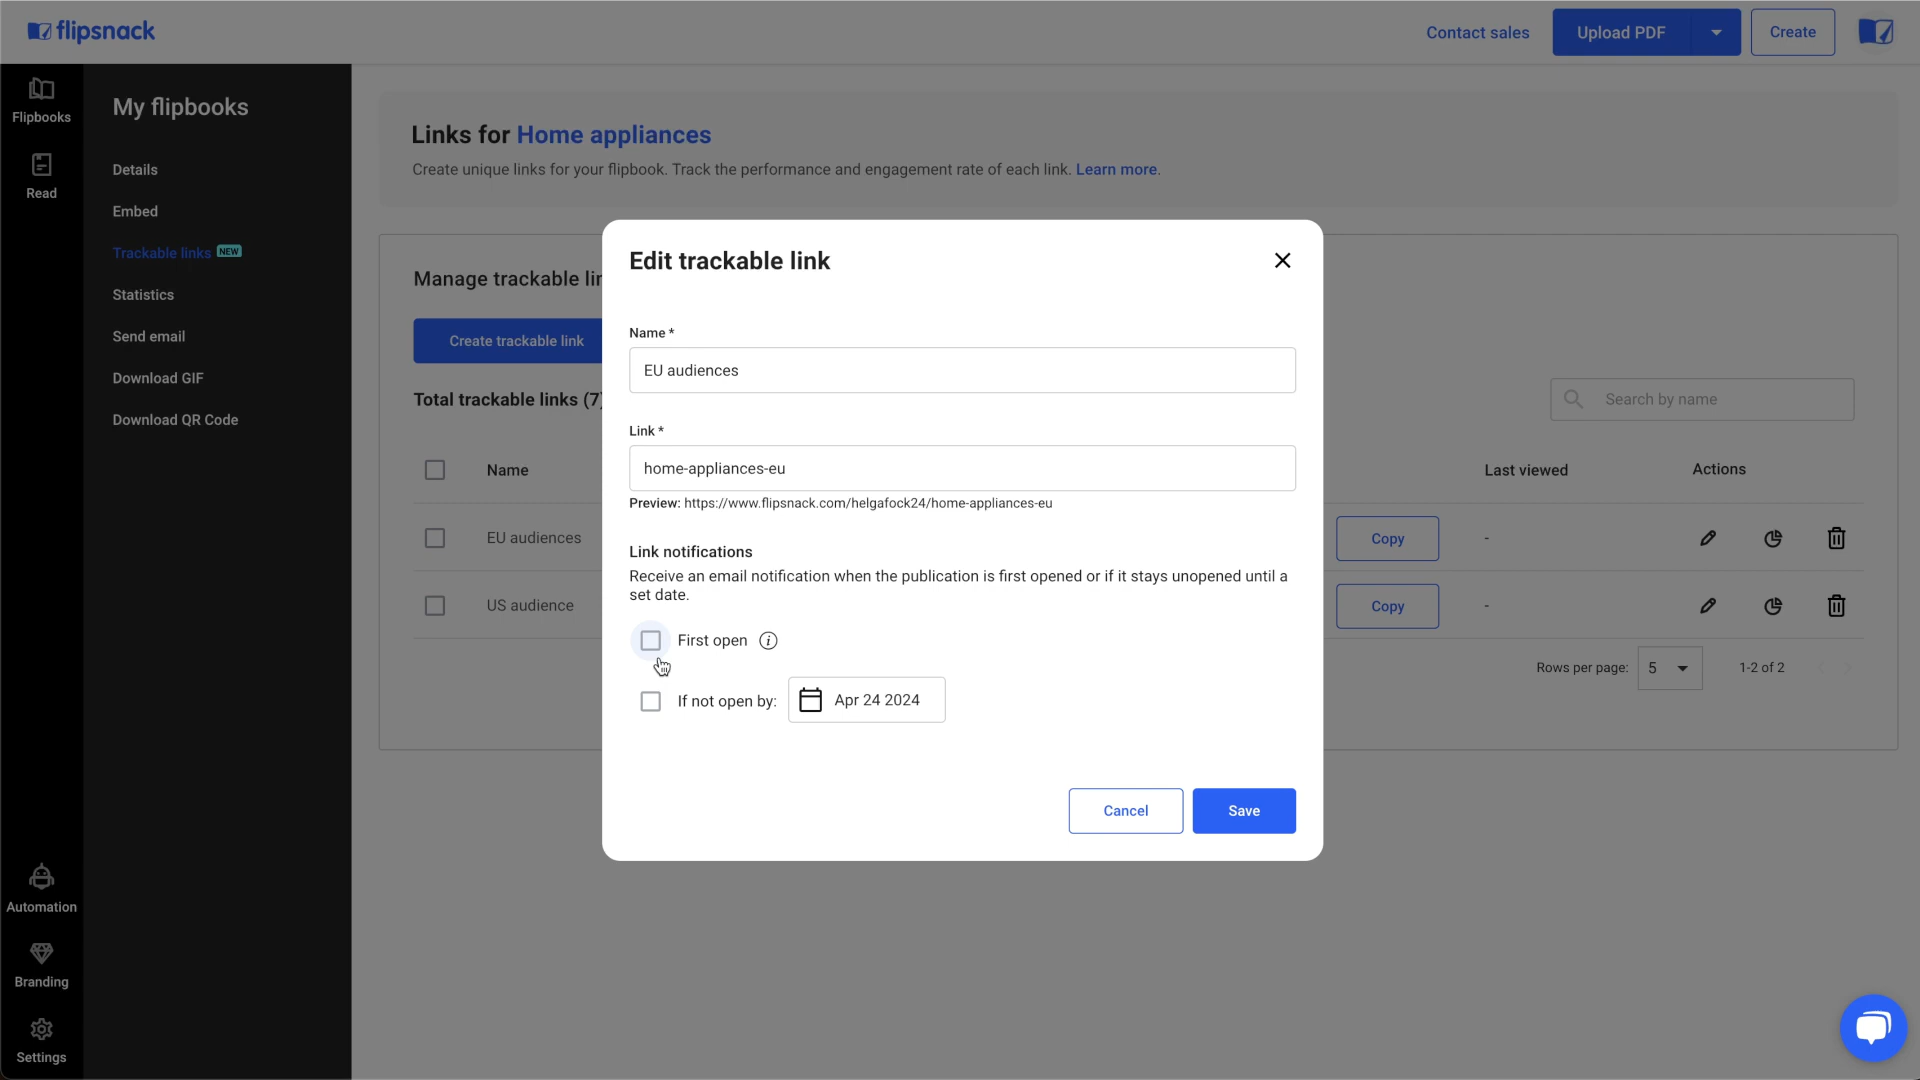 flipsnack
Contact sales
Upload PDF
Create
Flipbooks
Read
Automation
Branding
Settings
My flipbooks
Details
Embed
Trackable links NEW
Statistics
Send email
Download GIF
Download QR Code
Links for Home appliances
Create unique links for your flipbook. Track the performance and engagement rate of each link. Learn more.
Manage trackable lin
Create trackable link
Total trackable links (7)
Search by name
Name
Last viewed
Actions
EU audiences
Copy
-
US audience
Copy
-
Rows per page: 5
1-2 of 2
Edit trackable link
Name *
EU audiences
Link *
home-appliances-eu
Preview: https://www.flipsnack.com/helgafock24/home-appliances-eu
Link notifications
Receive an email notification when the publication is first opened or if it stays unopened until a
set date.
First open
If not open by: Apr 24 2024
Cancel
Save